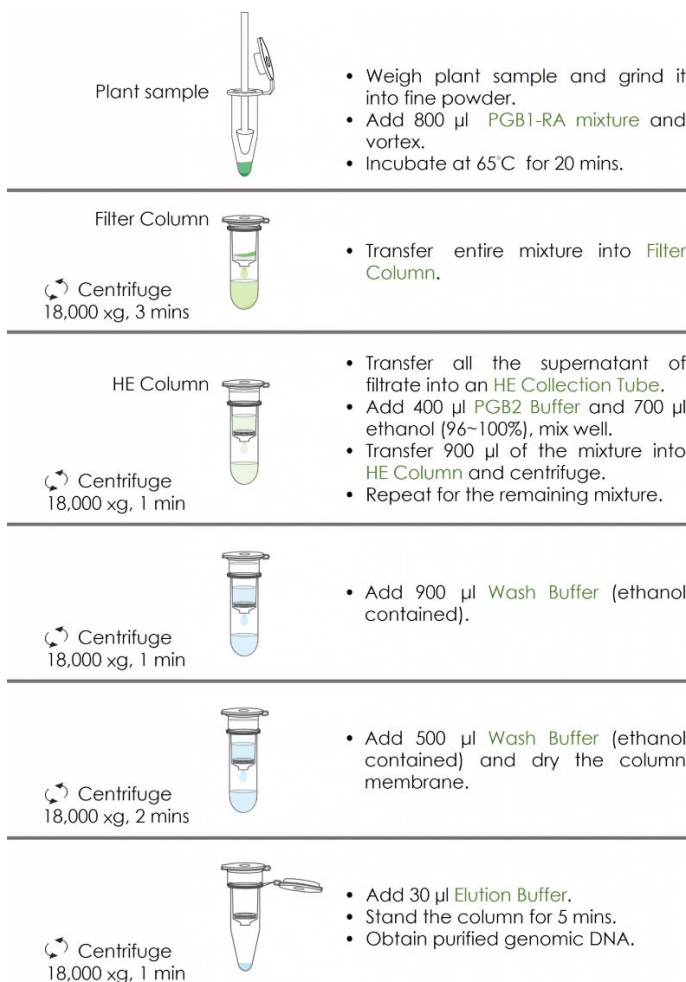 Plant sample
• Weigh plant sample and grind it
into fine powder.
• Add 800 µl PGB1-RA mixture and
vortex.
• Incubate at 65°C for 20 mins.
Filter Column
Centrifuge
18,000 xg, 3 mins
• Transfer entire mixture into Filter
Column.
HE Column
Centrifuge
18,000 xg, 1 min
• Transfer all the supernatant of
filtrate into an HE Collection Tube.
• Add 400 µl PGB2 Buffer and 700 µl
ethanol (96~100%), mix well.
• Transfer 900 µl of the mixture into
HE Column and centrifuge.
• Repeat for the remaining mixture.
Centrifuge
18,000 xg, 1 min
• Add 900 µl Wash Buffer (ethanol
contained).
Centrifuge
18,000 xg, 2 mins
• Add 500 µl Wash Buffer (ethanol
contained) and dry the column
membrane.
Centrifuge
18,000 xg, 1 min
• Add 30 µl Elution Buffer.
• Stand the column for 5 mins.
• Obtain purified genomic DNA.